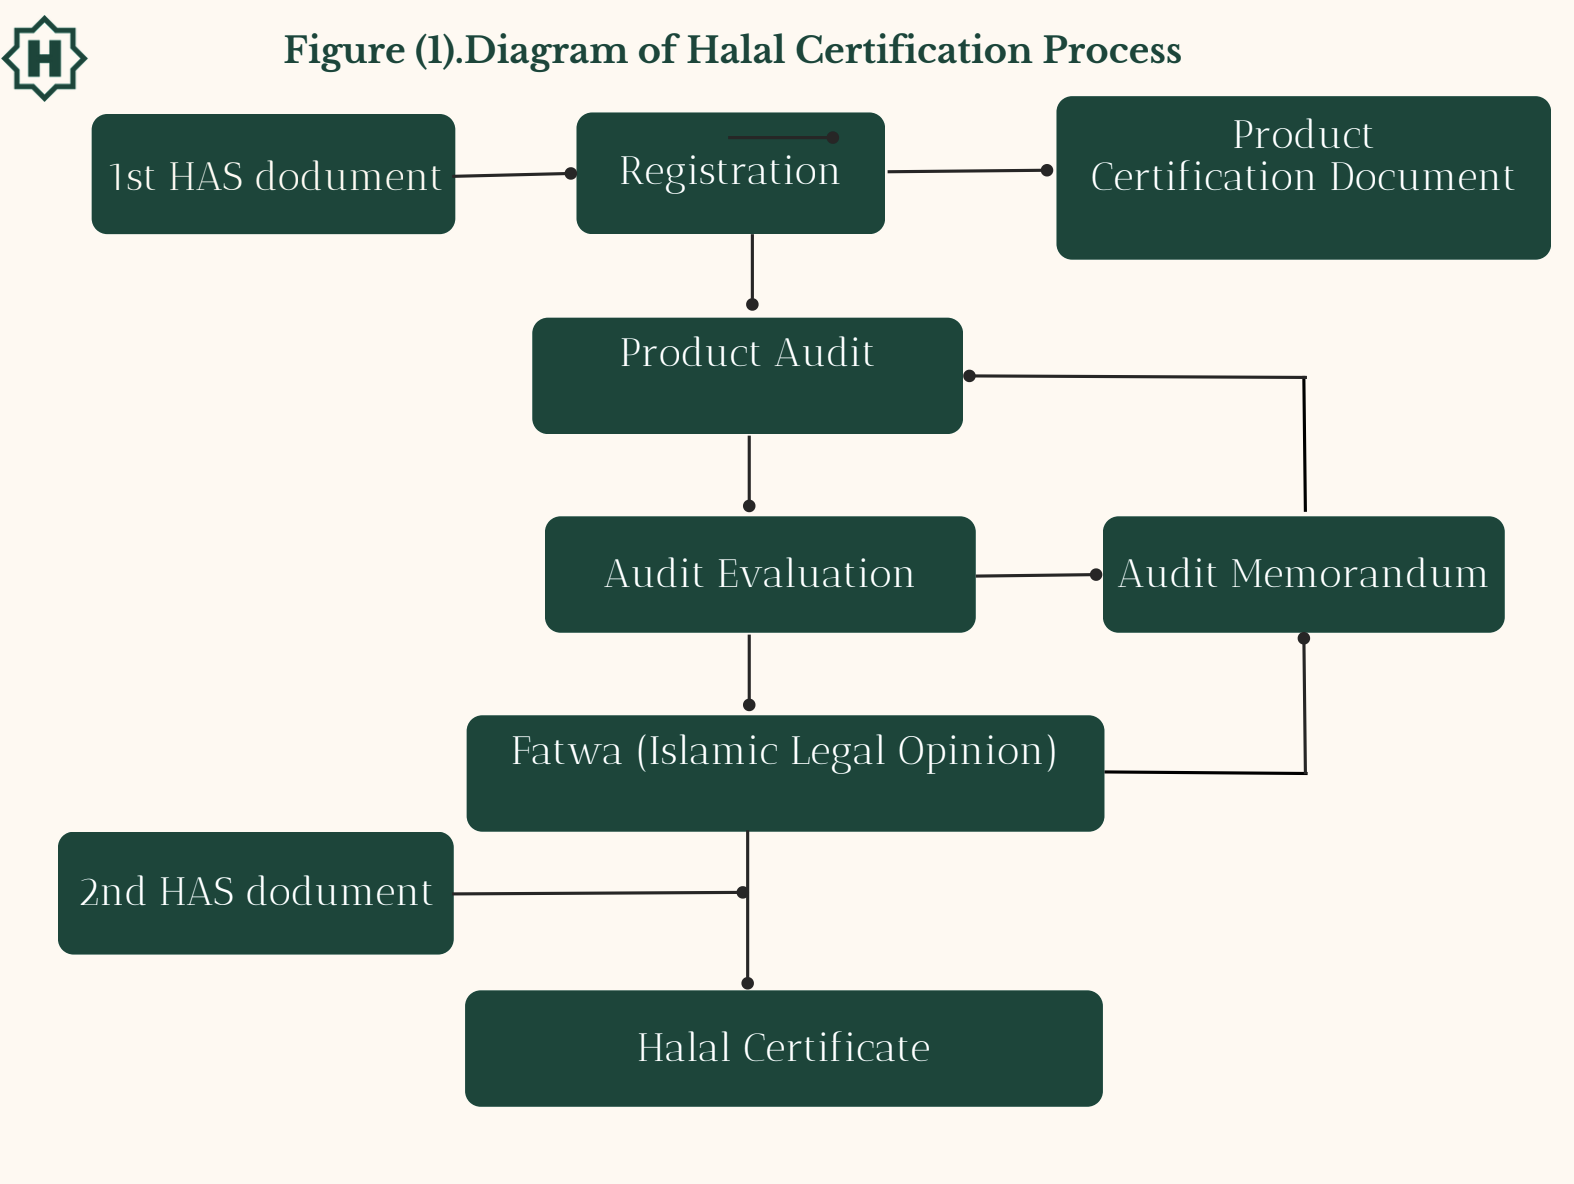 H
Figure (1).Diagram of Halal Certification Process
1st HAS dodument
Registration
Product
Certification Document
Product Audit
Audit Evaluation
Audit Memorandum
Fatwa (Islamic Legal Opinion)
2nd HAS dodument
Halal Certificate